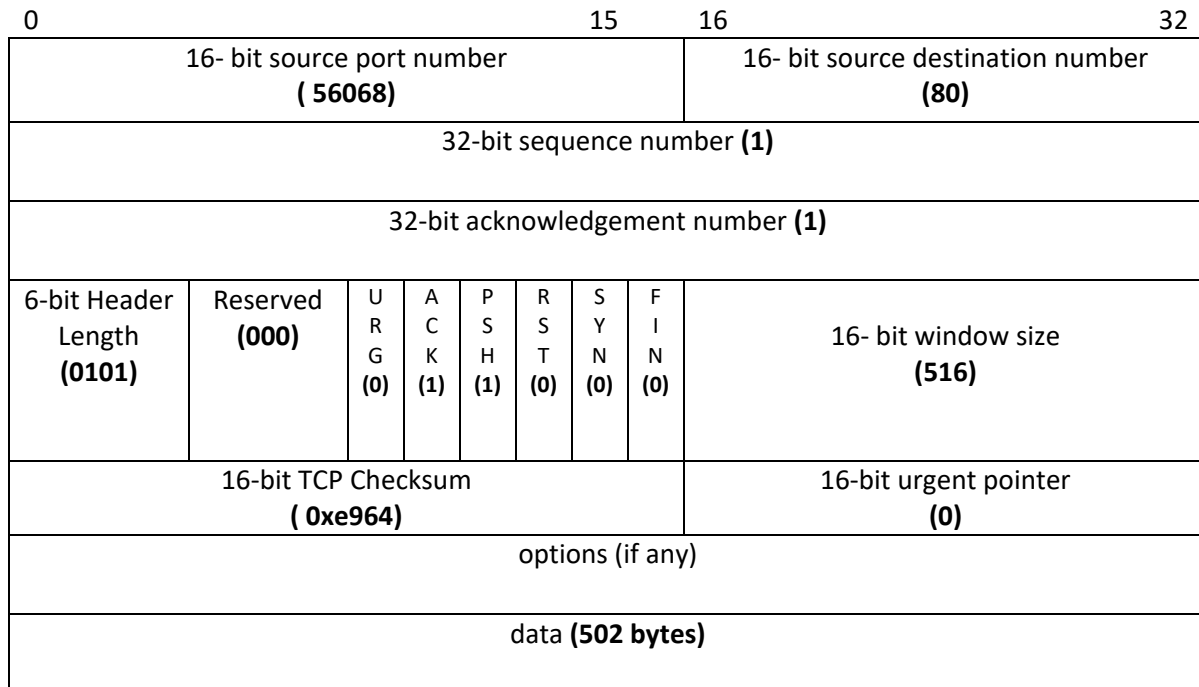 0 15 16 32
16- bit source port number
( 56068)
16- bit source destination number
(80)
32-bit sequence number (1)
32-bit acknowledgement number (1)
6-bit Header
Length
(0101)
Reserved
(000)
U
R
G
(0)
A
C
K
(1)
P
S
H
(1)
R
S
T
(0)
S
Y
N
(0)
F
I
N
(0)
16- bit window size
(516)
16-bit TCP Checksum
( 0xe964)
16-bit urgent pointer
(0)
options (if any)
data (502 bytes)